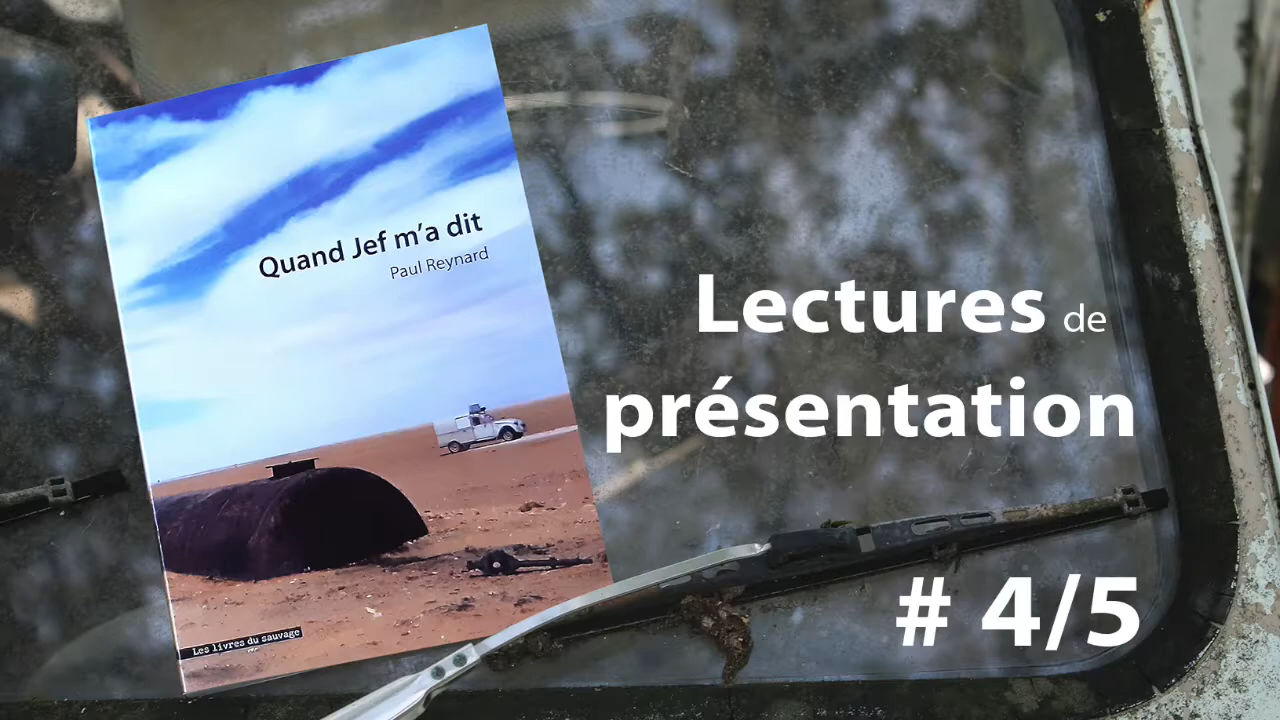 Quand Jef m'a dit
Paul Reynard
Les livres du sauvage
Lectures de
présentation
# 4/5